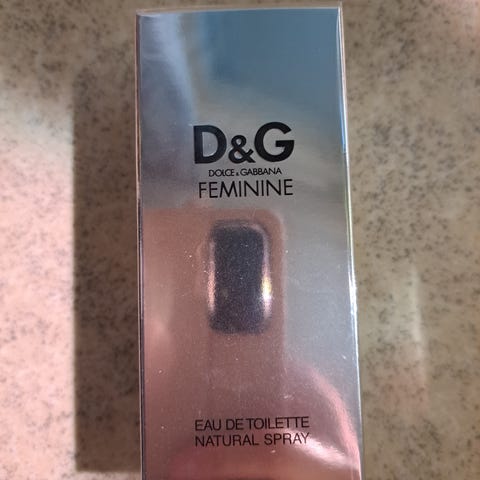 D&G
DOLCE & GABBANA
FEMININE
EAU DE TOILETTE
NATURAL SPRAY